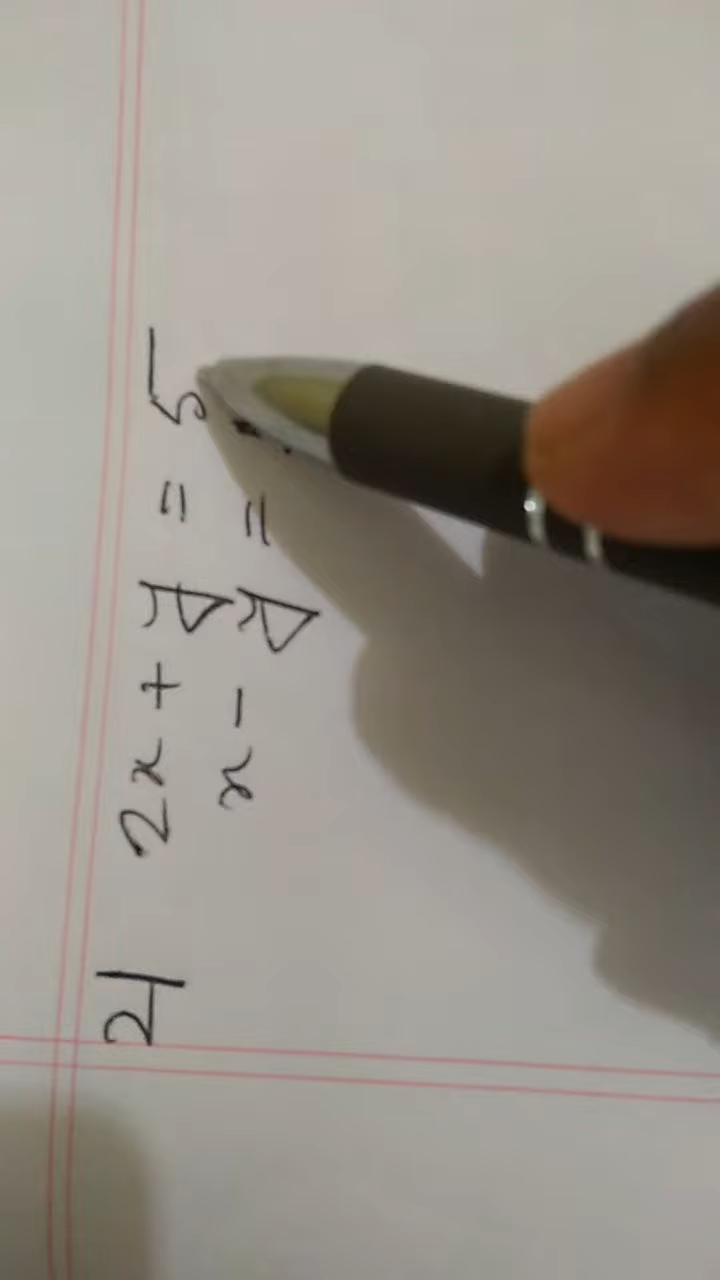 2) 2x + y = 5
x - y =